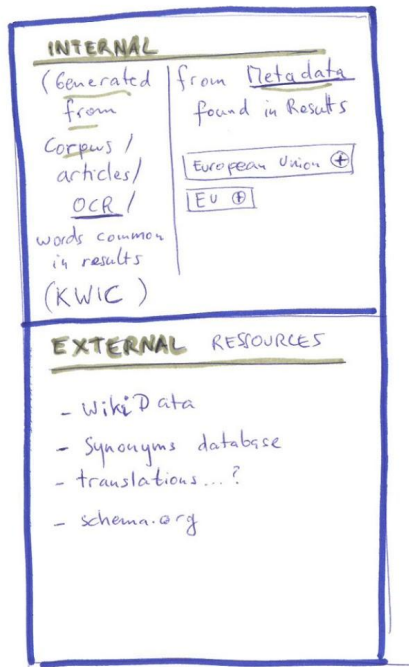 INTERNAL
(Generated
from
Corpus /
articles/
OCR /
words common
in results
(KWIC)
from Metadata
found in Results
European Union ⊕
EU ⊕
EXTERNAL RESSOURCES
- WikiData
- Synonyms database
- translations...?
- schema.org